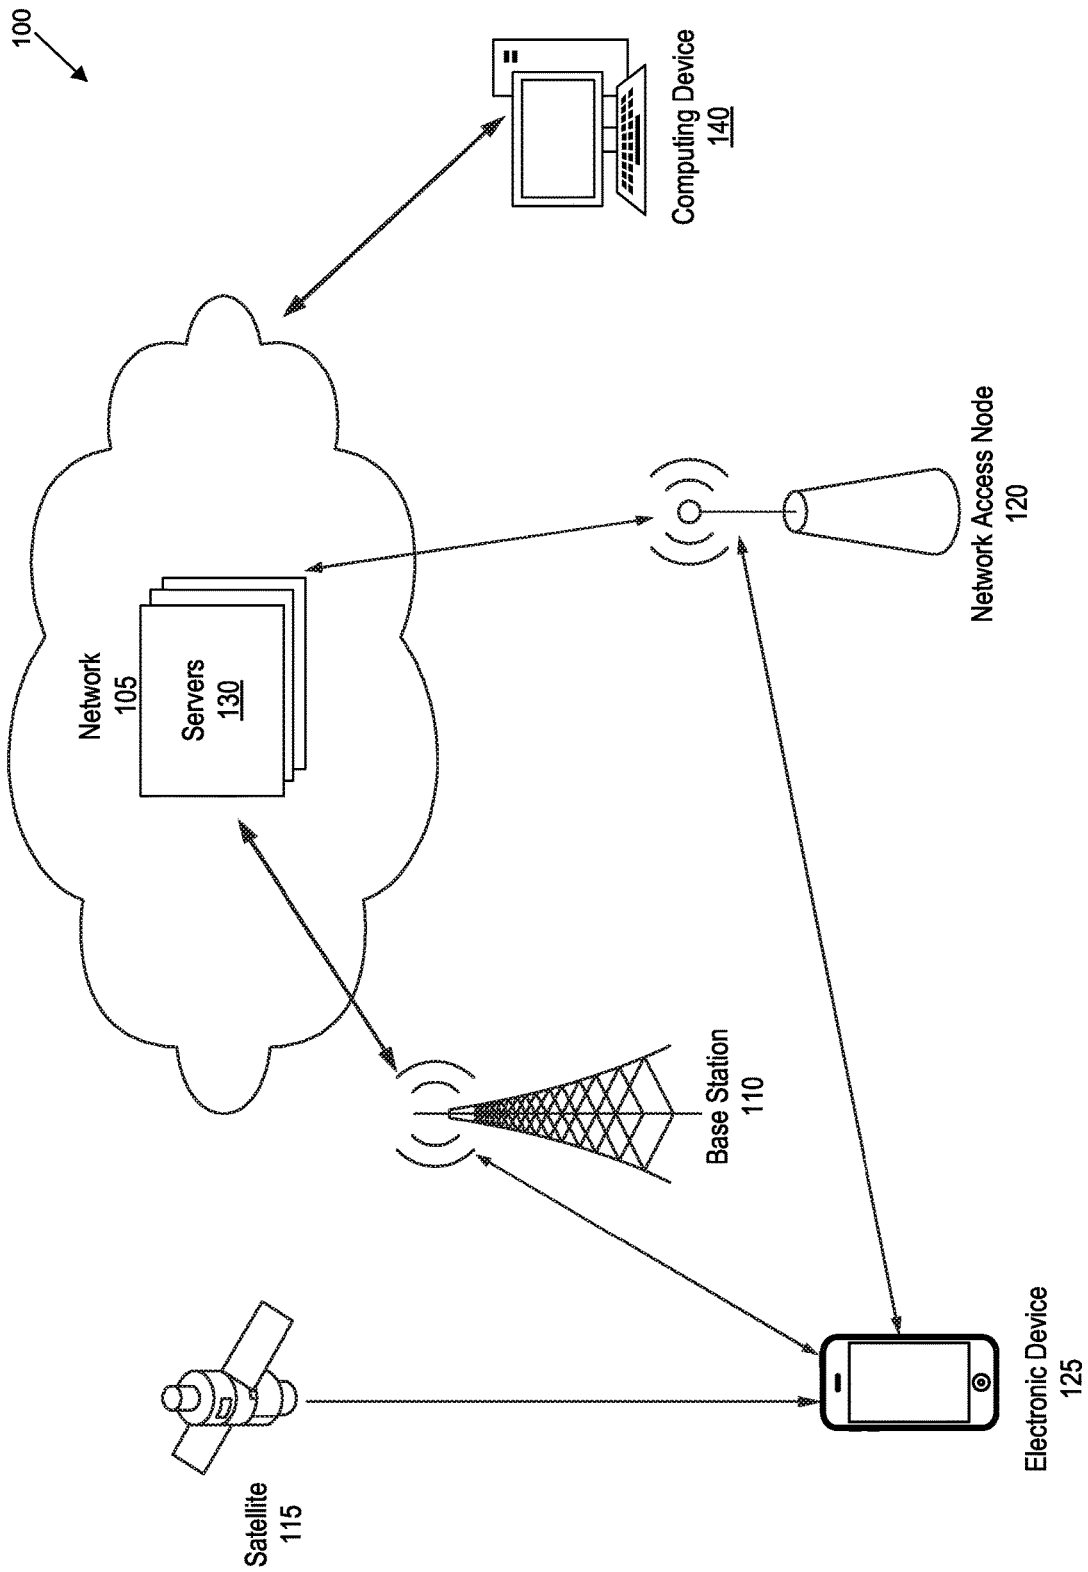 100
Network
105
Servers
130
Satellite
115
Base Station
110
Computing Device
140
Electronic Device
125
Network Access Node
120